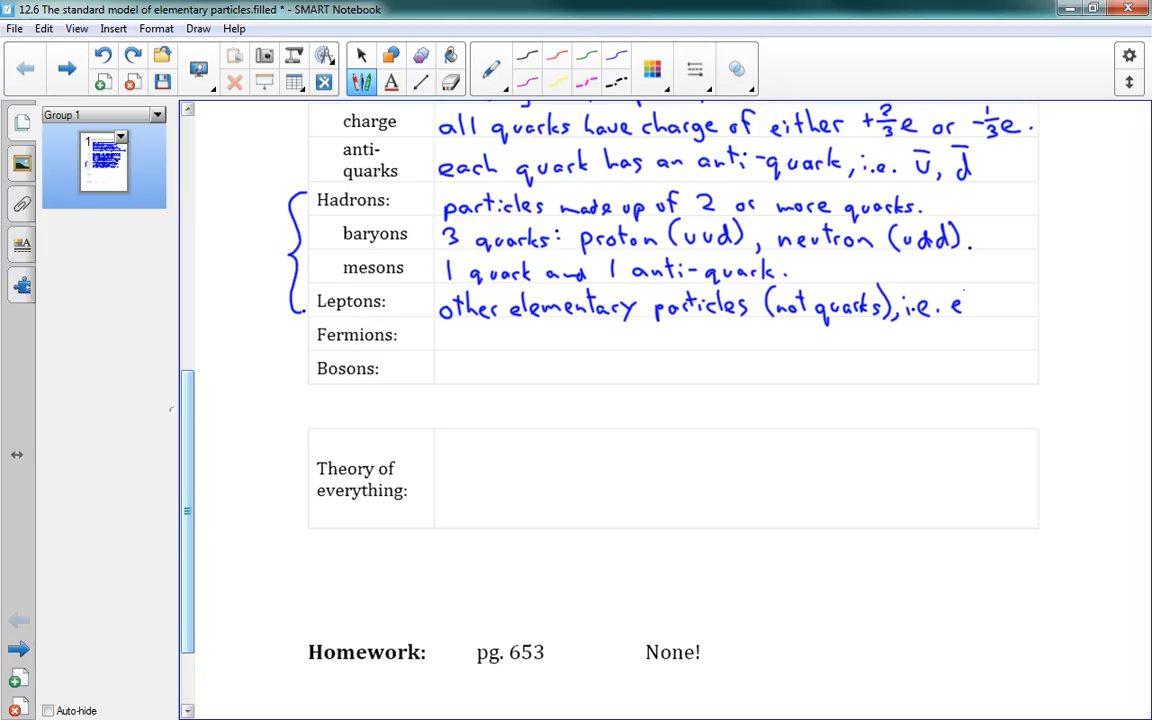 12.6 The standard model of elementary particles.filled * - SMART Notebook
File Edit View Insert Format Draw Help
Group 1
1
charge all quarks have charge of either +2/3e or -1/3e.
anti-quarks each quark has an anti-quark, i.e. u̅, d̅
Hadrons: particles made up of 2 or more quarks.
baryons 3 quarks: proton (uud), neutron (udd).
mesons 1 quark and 1 anti-quark.
Leptons: other elementary particles (not quarks), i.e. e
Fermions:
Bosons:
Theory of
everything:
Homework: pg. 653 None!
Auto-hide